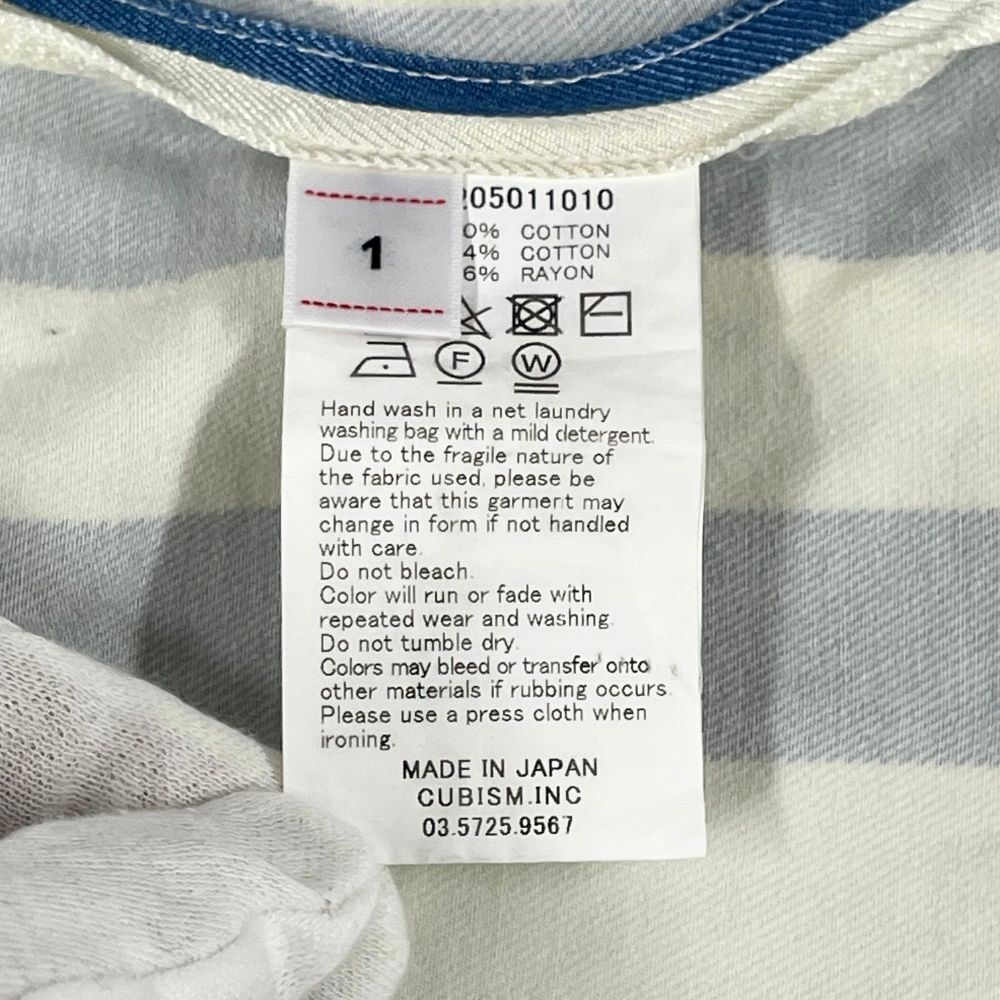 1
05011010
0% COTTON
4% COTTON
6% RAYON
F W
Hand wash in a net laundry
washing bag with a mild detergent.
Due to the fragile nature of
the fabric used, please be
aware that this garment may
change in form if not handled
with care.
Do not bleach.
Color will run or fade with
repeated wear and washing.
Do not tumble dry.
Colors may bleed or transfer onto
other materials if rubbing occurs.
Please use a press cloth when
ironing.
MADE IN JAPAN
CUBISM.INC
03.5725.9567